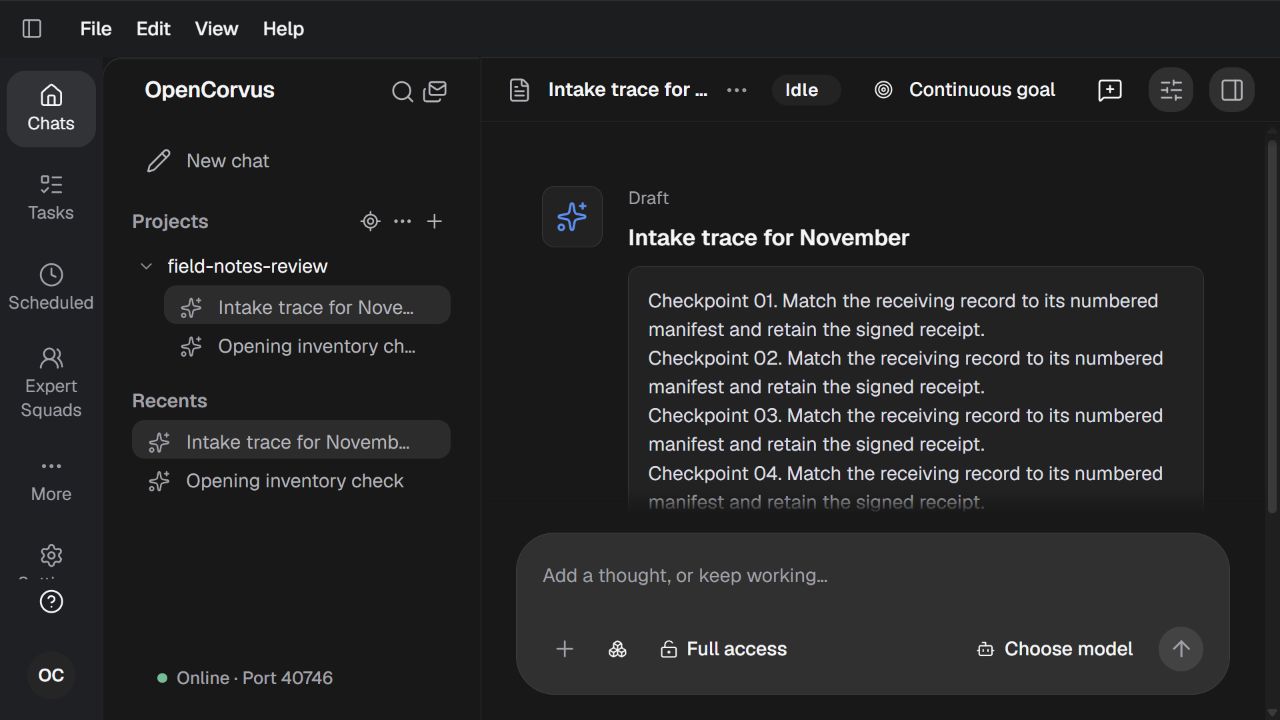 File Edit View Help
Chats
Tasks
Scheduled
Expert
Squads
More
OC
OpenCorvus
New chat
Projects
field-notes-review
Intake trace for Nove...
Opening inventory ch...
Recents
Intake trace for Novemb...
Opening inventory check
Online · Port 40746
Intake trace for ...
Idle
Continuous goal
Draft
Intake trace for November
Checkpoint 01. Match the receiving record to its numbered
manifest and retain the signed receipt.
Checkpoint 02. Match the receiving record to its numbered
manifest and retain the signed receipt.
Checkpoint 03. Match the receiving record to its numbered
manifest and retain the signed receipt.
Checkpoint 04. Match the receiving record to its numbered
manifest and retain the signed receipt.
Add a thought, or keep working...
Full access
Choose model